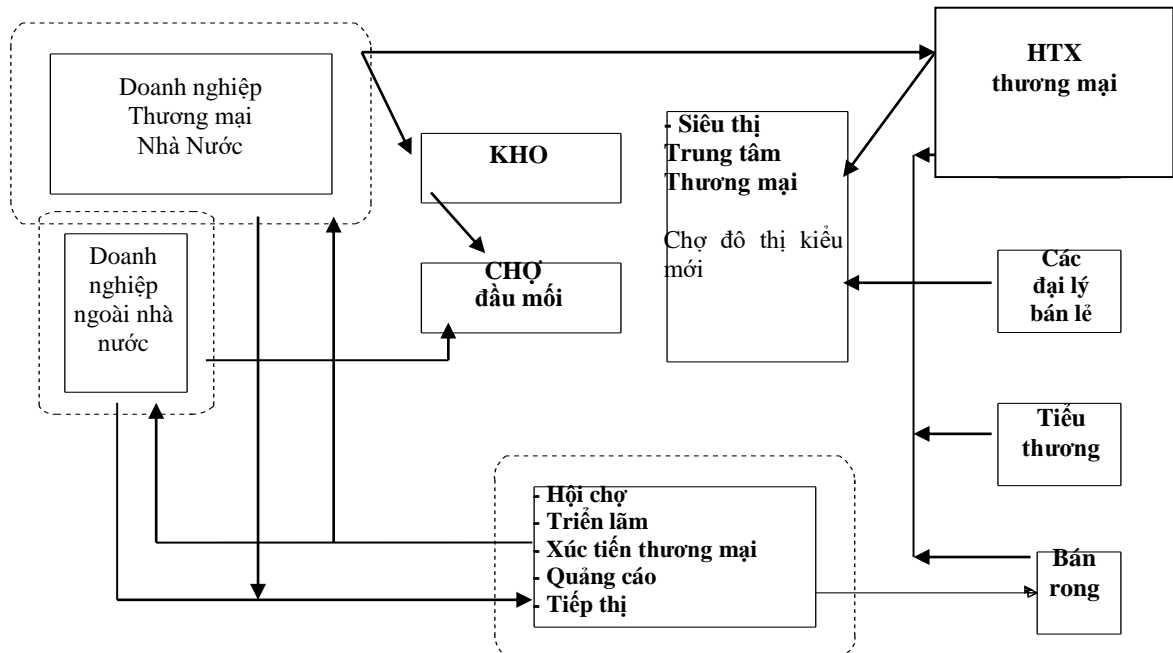 Doanh nghiệp
Thương mại
Nhà Nước
HTX
thương mại
KHO
- Siêu thị
Trung tâm
Thương mại
Chợ đô thị kiểu
mới
Doanh
nghiệp
ngoài nhà
nước
CHỢ
đầu mối
Các
đại lý
bán lẻ
Tiểu
thương
- Hội chợ
- Triển lãm
- Xúc tiến thương mại
- Quảng cáo
- Tiếp thị
Bán
rong